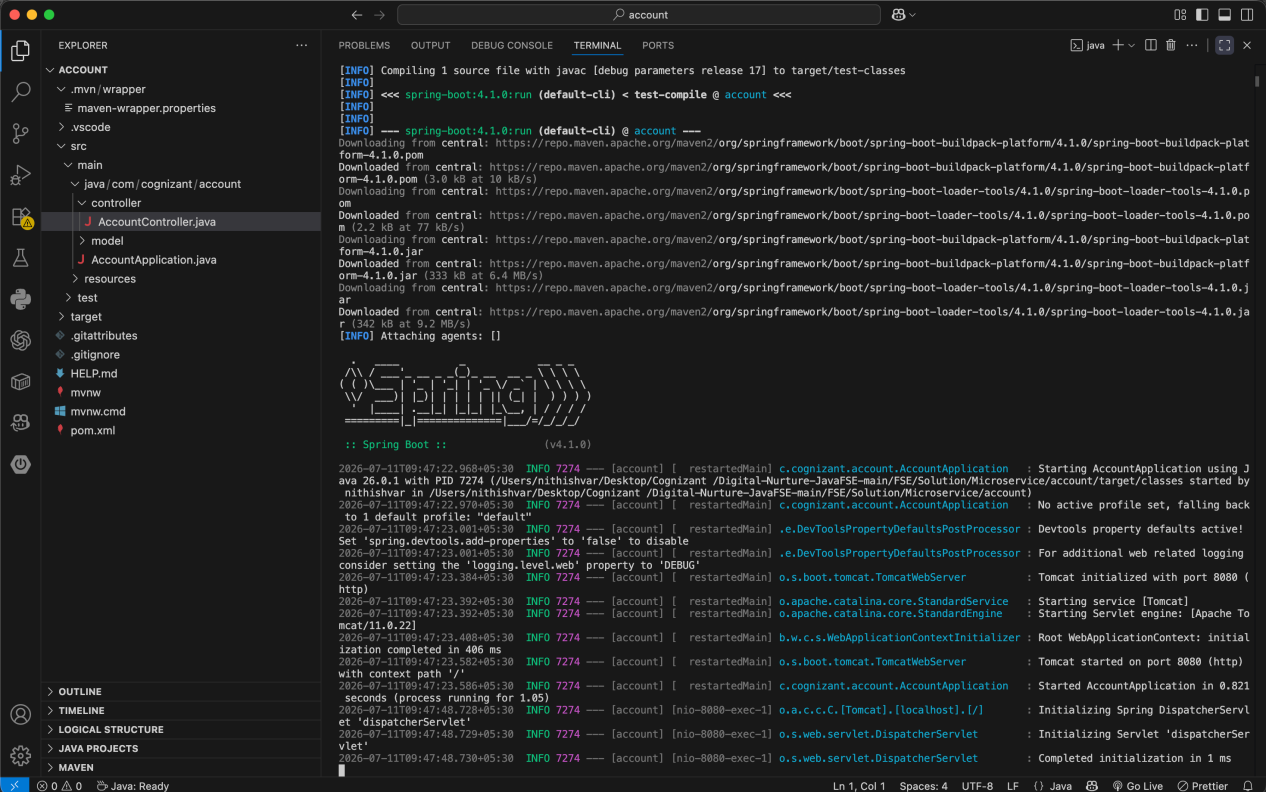 account
EXPLORER
ACCOUNT
.mvn/wrapper
maven-wrapper.properties
.vscode
src
main
java/com/cognizant/account
controller
J AccountController.java
model
J AccountApplication.java
resources
test
target
.gitattributes
.gitignore
HELP.md
mvnw
mvnw.cmd
pom.xml
OUTLINE
TIMELINE
LOGICAL STRUCTURE
JAVA PROJECTS
MAVEN
PROBLEMS OUTPUT DEBUG CONSOLE TERMINAL PORTS
java
[INFO] Compiling 1 source file with javac [debug parameters release 17] to target/test-classes
[INFO]
[INFO] <<< spring-boot:4.1.0:run (default-cli) < test-compile @ account <<<
[INFO]
[INFO]
[INFO] --- spring-boot:4.1.0:run (default-cli) @ account ---
Downloading from central: https://repo.maven.apache.org/maven2/org/springframework/boot/spring-boot-buildpack-platform/4.1.0/spring-boot-buildpack-plat
form-4.1.0.pom
Downloaded from central: https://repo.maven.apache.org/maven2/org/springframework/boot/spring-boot-buildpack-platform/4.1.0/spring-boot-buildpack-platf
orm-4.1.0.pom (3.0 kB at 10 kB/s)
Downloading from central: https://repo.maven.apache.org/maven2/org/springframework/boot/spring-boot-loader-tools/4.1.0/spring-boot-loader-tools-4.1.0.p
om
Downloaded from central: https://repo.maven.apache.org/maven2/org/springframework/boot/spring-boot-loader-tools/4.1.0/spring-boot-loader-tools-4.1.0.po
m (2.2 kB at 77 kB/s)
Downloading from central: https://repo.maven.apache.org/maven2/org/springframework/boot/spring-boot-buildpack-platform/4.1.0/spring-boot-buildpack-plat
form-4.1.0.jar
Downloaded from central: https://repo.maven.apache.org/maven2/org/springframework/boot/spring-boot-buildpack-platform/4.1.0/spring-boot-buildpack-platf
orm-4.1.0.jar (333 kB at 6.4 MB/s)
Downloading from central: https://repo.maven.apache.org/maven2/org/springframework/boot/spring-boot-loader-tools/4.1.0/spring-boot-loader-tools-4.1.0.j
ar
Downloaded from central: https://repo.maven.apache.org/maven2/org/springframework/boot/spring-boot-loader-tools/4.1.0/spring-boot-loader-tools-4.1.0.ja
r (342 kB at 9.2 MB/s)
[INFO] Attaching agents: []
Spring
:: Spring Boot :: (v4.1.0)
2026-07-11T09:47:22.968+05:30 INFO 7274 --- [account] [ restartedMain] c.cognizant.account.AccountApplication : Starting AccountApplication using J
ava 26.0.1 with PID 7274 (/Users/nithishvar/Desktop/Cognizant /Digital-Nurture-JavaFSE-main/FSE/Solution/Microservice/account/target/classes started by
nithishvar in /Users/nithishvar/Desktop/Cognizant /Digital-Nurture-JavaFSE-main/FSE/Solution/Microservice/account)
2026-07-11T09:47:22.970+05:30 INFO 7274 --- [account] [ restartedMain] c.cognizant.account.AccountApplication : No active profile set, falling back
to 1 default profile: "default"
2026-07-11T09:47:23.001+05:30 INFO 7274 --- [account] [ restartedMain] .e.DevToolsPropertyDefaultsPostProcessor : Devtools property defaults active!
Set 'spring.devtools.add-properties' to 'false' to disable
2026-07-11T09:47:23.001+05:30 INFO 7274 --- [account] [ restartedMain] .e.DevToolsPropertyDefaultsPostProcessor : For additional web related logging
consider setting the 'logging.level.web' property to 'DEBUG'
2026-07-11T09:47:23.384+05:30 INFO 7274 --- [account] [ restartedMain] o.s.boot.tomcat.TomcatWebServer : Tomcat initialized with port 8080 (
http)
2026-07-11T09:47:23.392+05:30 INFO 7274 --- [account] [ restartedMain] o.apache.catalina.core.StandardService : Starting service [Tomcat]
2026-07-11T09:47:23.392+05:30 INFO 7274 --- [account] [ restartedMain] o.apache.catalina.core.StandardEngine : Starting Servlet engine: [Apache To
mcat/11.0.22]
2026-07-11T09:47:23.408+05:30 INFO 7274 --- [account] [ restartedMain] b.w.c.s.WebApplicationContextInitializer : Root WebApplicationContext: initial
ization completed in 406 ms
2026-07-11T09:47:23.582+05:30 INFO 7274 --- [account] [ restartedMain] o.s.boot.tomcat.TomcatWebServer : Tomcat started on port 8080 (http)
with context path '/'
2026-07-11T09:47:23.586+05:30 INFO 7274 --- [account] [ restartedMain] c.cognizant.account.AccountApplication : Started AccountApplication in 0.821
seconds (process running for 1.05)
2026-07-11T09:47:48.728+05:30 INFO 7274 --- [account] [nio-8080-exec-1] o.a.c.c.C.[Tomcat].[localhost].[/] : Initializing Spring DispatcherServl
et 'dispatcherServlet'
2026-07-11T09:47:48.729+05:30 INFO 7274 --- [account] [nio-8080-exec-1] o.s.web.servlet.DispatcherServlet : Initializing Servlet 'dispatcherSer
vlet'
2026-07-11T09:47:48.730+05:30 INFO 7274 --- [account] [nio-8080-exec-1] o.s.web.servlet.DispatcherServlet : Completed initialization in 1 ms
0 0 Java: Ready Ln 1, Col 1 Spaces: 4 UTF-8 LF {} Java Go Live Prettier